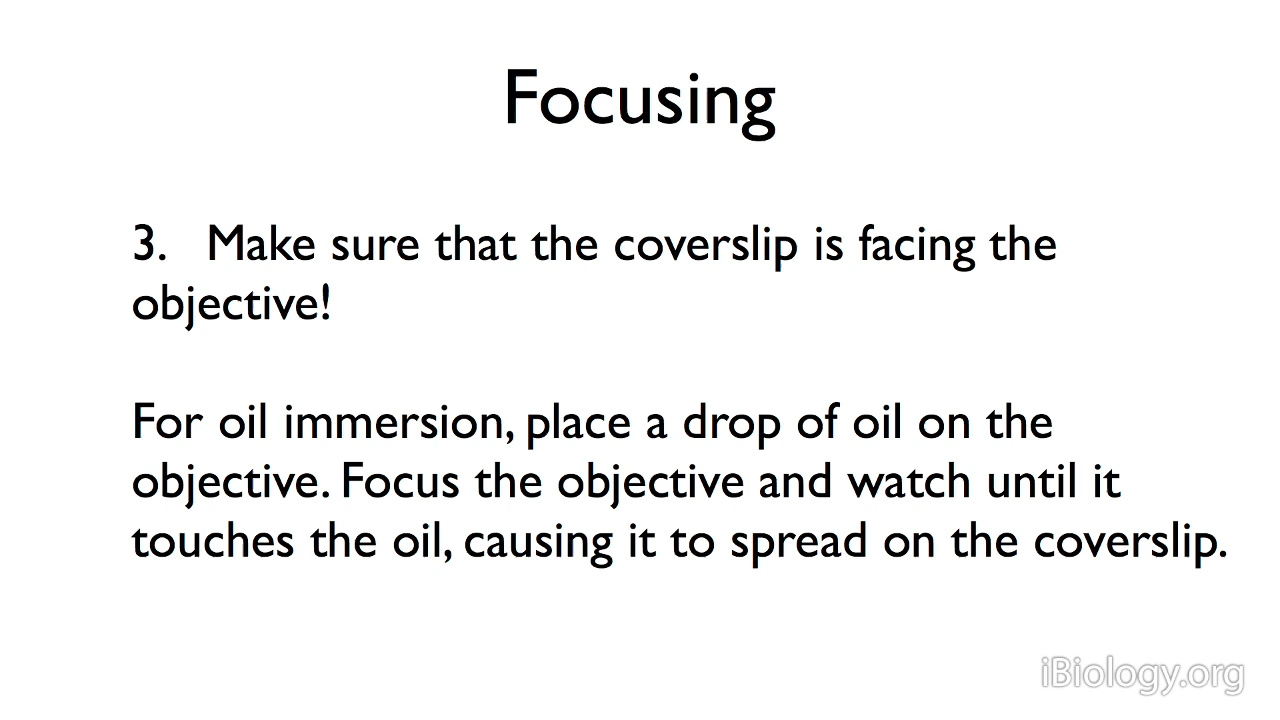 Focusing
3. Make sure that the coverslip is facing the
objective!
For oil immersion, place a drop of oil on the
objective. Focus the objective and watch until it
touches the oil, causing it to spread on the coverslip.
iBiology.org